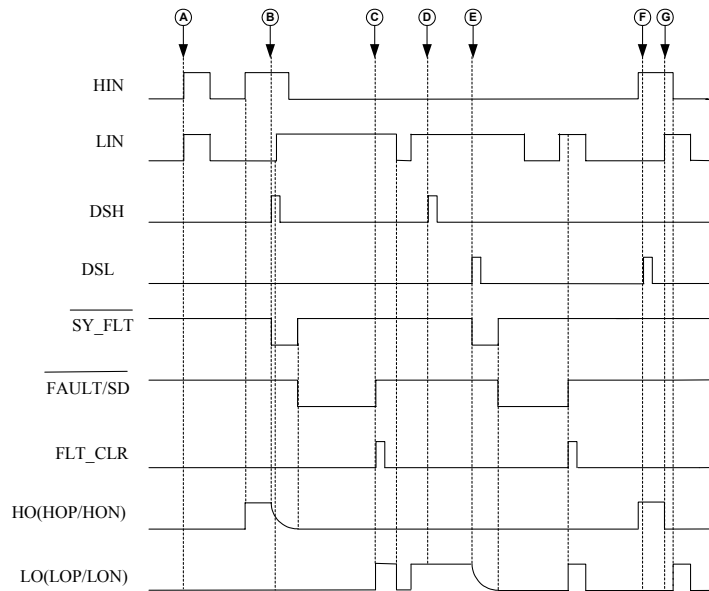 A B C D E F G
HIN
LIN
DSH
DSL
SY_FLT
FAULT/SD
FLT_CLR
HO(HOP/HON)
LO(LOP/LON)